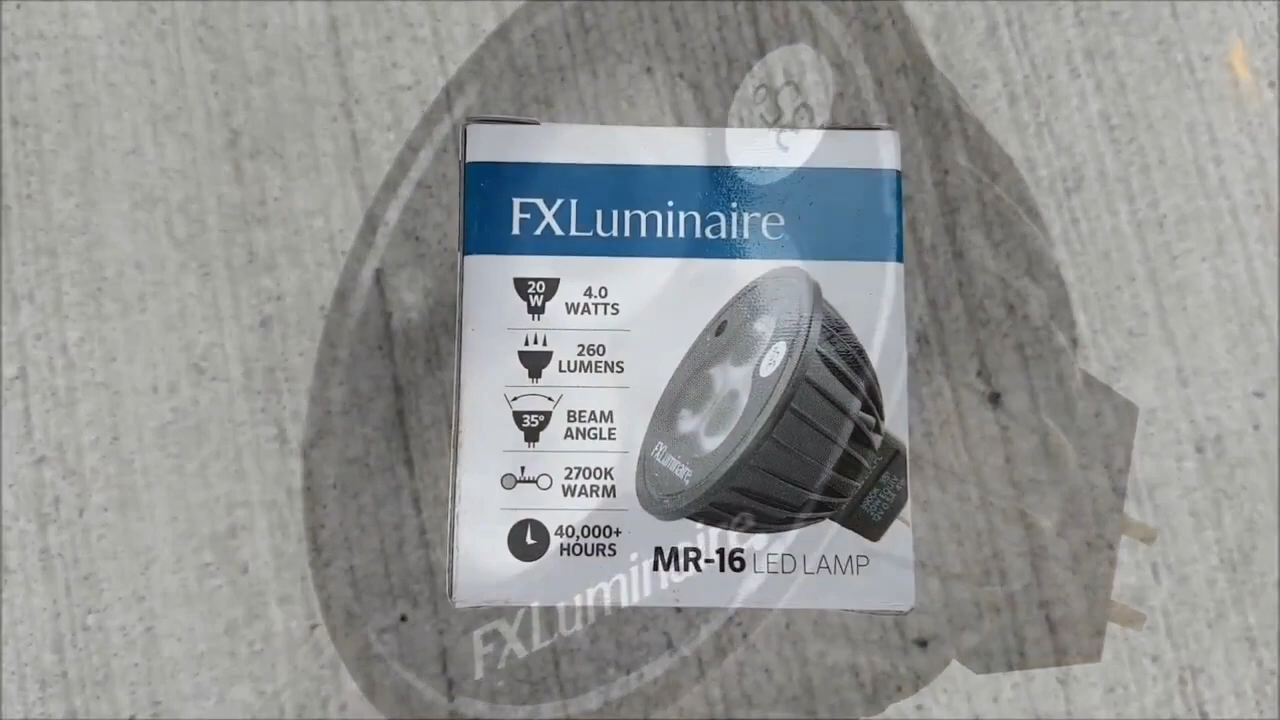 35°
FXLuminaire
20
W
4.0
WATTS
260
LUMENS
35°
BEAM
ANGLE
2700K
WARM
40,000+
HOURS
FXLuminaire
MR-16 LED LAMP
FXLuminaire